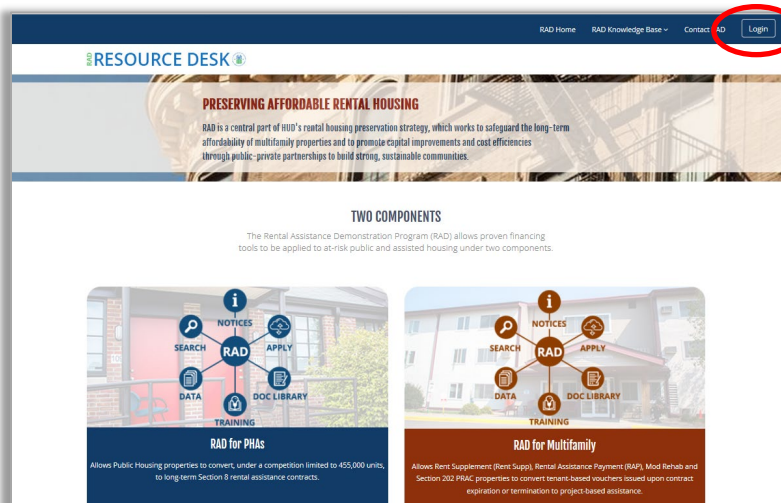 RAD Home RAD Knowledge Base Contact RAD Login
RAD RESOURCE DESK
PRESERVING AFFORDABLE RENTAL HOUSING
RAD is a central part of HUD's rental housing preservation strategy, which works to safeguard the long-term
affordability of multifamily properties and to promote capital improvements and cost efficiencies
through public-private partnerships to build strong, sustainable communities.
TWO COMPONENTS
The Rental Assistance Demonstration Program (RAD) allows proven financing
tools to be applied to at-risk public and assisted housing under two components.
NOTICES
SEARCH RAD APPLY
DATA DOC LIBRARY
TRAINING
RAD for PHAs
Allows Public Housing properties to convert, under a competition limited to 455,000 units,
to long-term Section 8 rental assistance contracts.
NOTICES
SEARCH RAD APPLY
DATA DOC LIBRARY
TRAINING
RAD for Multifamily
Allows Rent Supplement (Rent Supp), Rental Assistance Payment (RAP), Mod Rehab and
Section 202 PRAC properties to convert tenant-based vouchers issued upon contract
expiration or termination to project-based assistance.